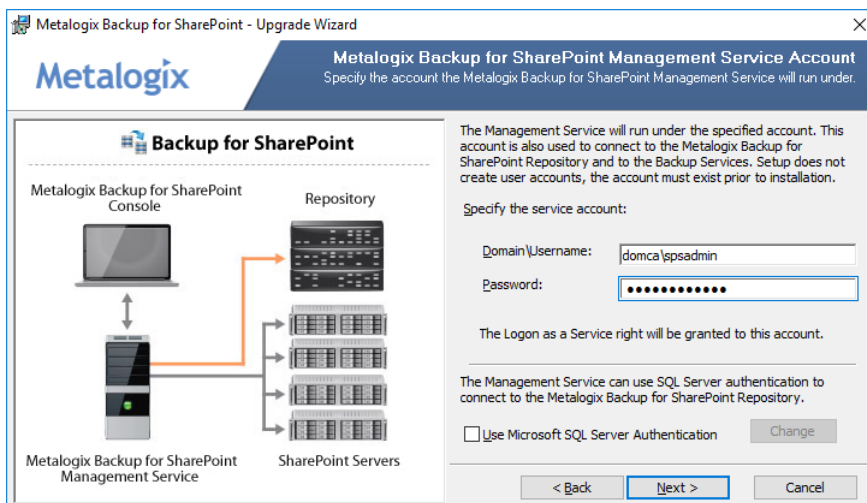 Metalogix Backup for SharePoint - Upgrade Wizard
Metalogix
Metalogix Backup for SharePoint Management Service Account
Specify the account the Metalogix Backup for SharePoint Management Service will run under.
Backup for SharePoint
Metalogix Backup for SharePoint
Console
Repository
Metalogix Backup for SharePoint
Management Service
SharePoint Servers
The Management Service will run under the specified account. This
account is also used to connect to the Metalogix Backup for
SharePoint Repository and to the Backup Services. Setup does not
create user accounts, the account must exist prior to installation.
Specify the service account:
Domain\Username: domca\spsadmin
Password: ●●●●●●●●●●●●
The Logon as a Service right will be granted to this account.
The Management Service can use SQL Server authentication to
connect to the Metalogix Backup for SharePoint Repository.
Use Microsoft SQL Server Authentication Change
< Back Next > Cancel